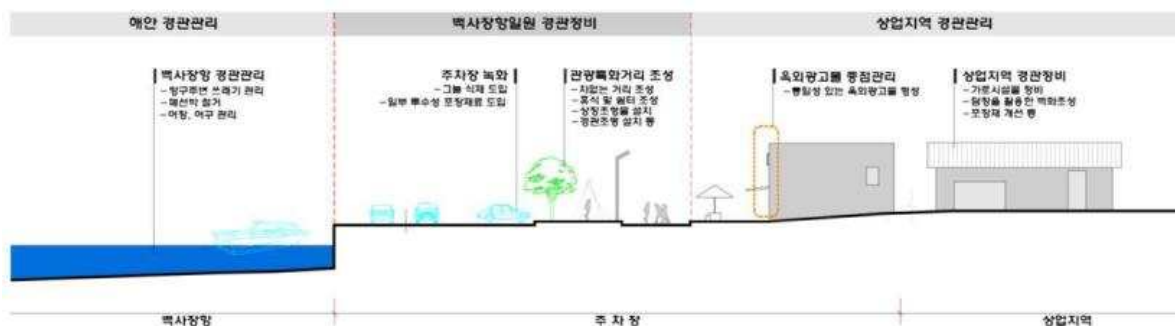 해안 경관관리
백사장항일원 경관정비
상업지역 경관관리
백사장항 경관관리
- 항구주변 쓰레기 관리
- 폐선박 철거
- 어장, 어구 관리
주차장 녹화
- 그늘 식재 도입
- 일부 투수성 포장재료 도입
관광특화거리 조성
- 차없는 거리 조성
- 휴식 및 쉼터 조성
- 상징조형물 설치
- 경관조명 설치 등
옥외광고물 중점관리
- 통일성 있는 옥외광고물 형성
상업지역 경관정비
- 가로시설물 정비
- 담장을 활용한 벽화조성
- 포장재 개선 등
백사장항
주 차 장
상업지역